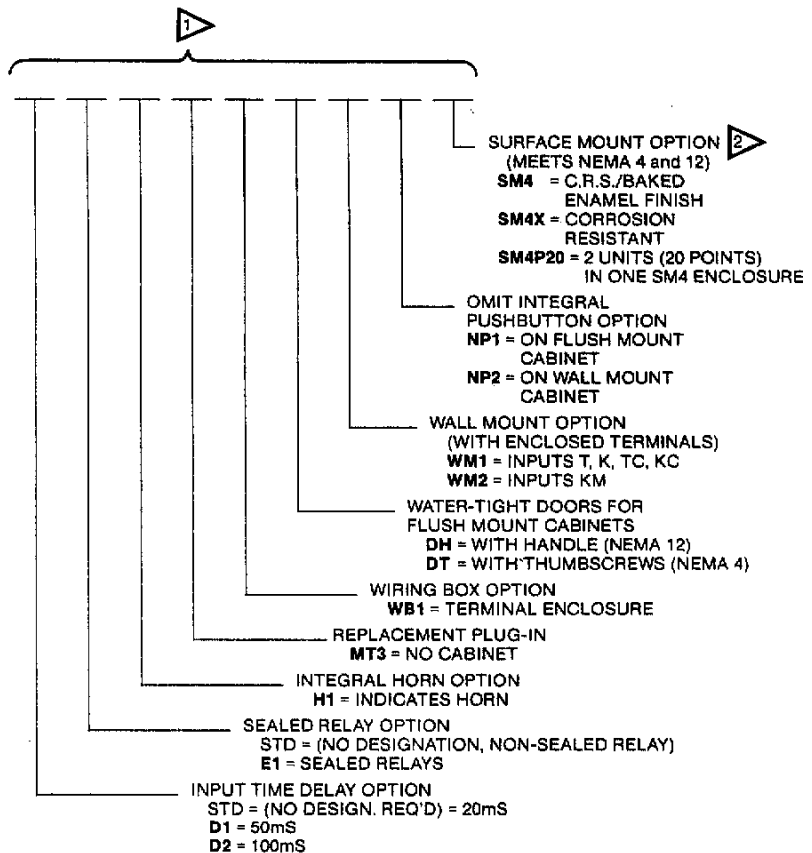 1
SURFACE MOUNT OPTION 2
(MEETS NEMA 4 and 12)
SM4 = C.R.S./BAKED
ENAMEL FINISH
SM4X = CORROSION
RESISTANT
SM4P20 = 2 UNITS (20 POINTS)
IN ONE SM4 ENCLOSURE
OMIT INTEGRAL
PUSHBUTTON OPTION
NP1 = ON FLUSH MOUNT
CABINET
NP2 = ON WALL MOUNT
CABINET
WALL MOUNT OPTION
(WITH ENCLOSED TERMINALS)
WM1 = INPUTS T, K, TC, KC
WM2 = INPUTS KM
WATER-TIGHT DOORS FOR
FLUSH MOUNT CABINETS
DH = WITH HANDLE (NEMA 12)
DT = WITH THUMBSCREWS (NEMA 4)
WIRING BOX OPTION
WB1 = TERMINAL ENCLOSURE
REPLACEMENT PLUG-IN
MT3 = NO CABINET
INTEGRAL HORN OPTION
H1 = INDICATES HORN
SEALED RELAY OPTION
STD = (NO DESIGNATION, NON-SEALED RELAY)
E1 = SEALED RELAYS
INPUT TIME DELAY OPTION
STD = (NO DESIGN. REQ'D) = 20mS
D1 = 50mS
D2 = 100mS